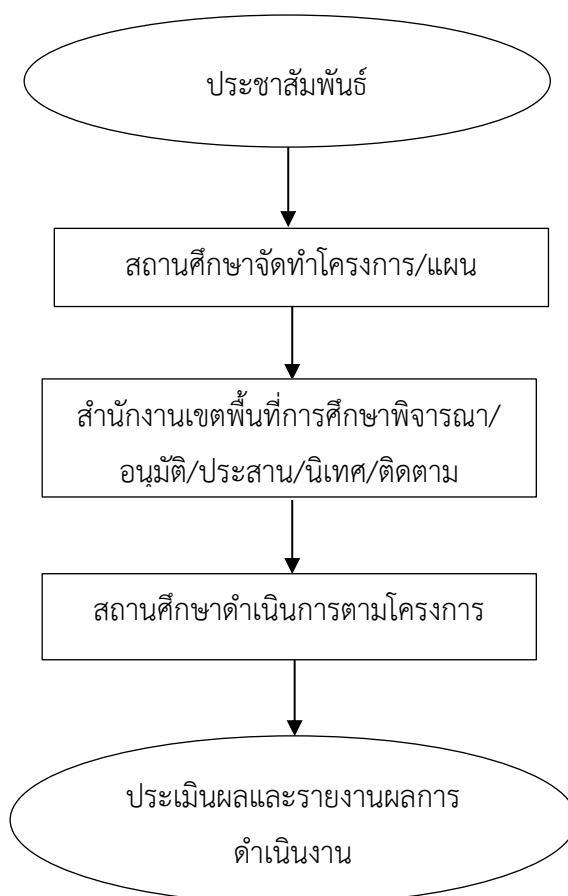 ประชาสัมพันธ์
สถานศึกษาจัดทำโครงการ/แผน
สำนักงานเขตพื้นที่การศึกษาพิจารณา/
อนุมัติ/ประสาน/นิเทศ/ติดตาม
สถานศึกษาดำเนินการตามโครงการ
ประเมินผลและรายงานผลการ
ดำเนินงาน